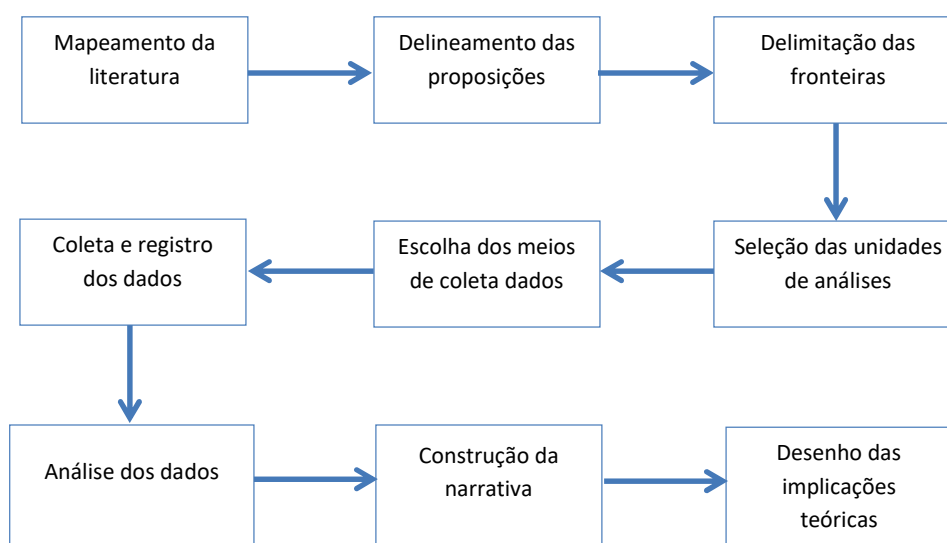 Mapeamento da
literatura
Delineamento das
proposições
Delimitação das
fronteiras
Seleção das unidades
de análises
Escolha dos meios
de coleta dados
Coleta e registro
dos dados
Análise dos dados
Construção da
narrativa
Desenho das
implicações
teóricas